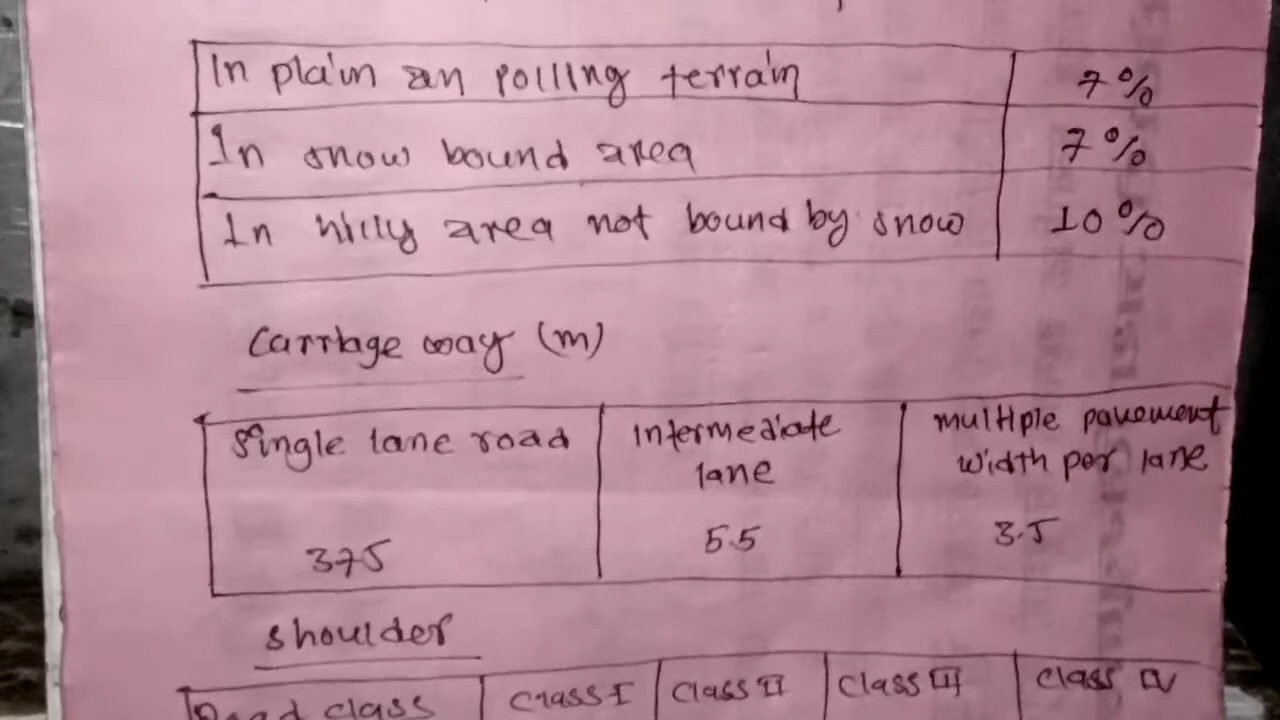 In plain an rolling terrain 7%
In snow bound area 7%
In hilly area not bound by snow 10%
Carriage way (m)
Single lane road Intermediate lane multiple pavement width per lane
375 5.5 3.5
Shoulder
Road class Class I Class II Class III Class IV